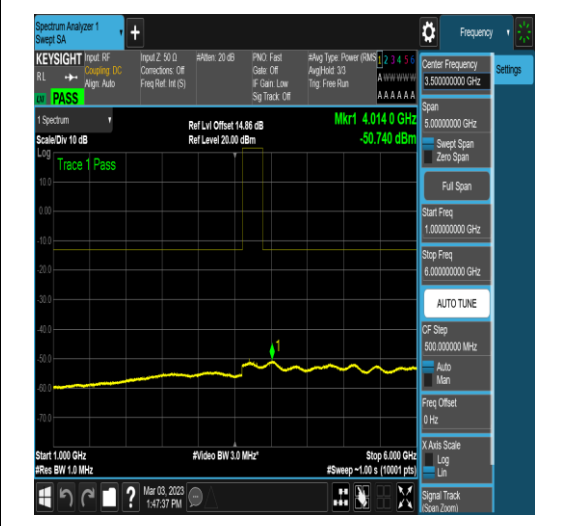 Spectrum Analyzer 1
Swept SA
Frequency
KEYSIGHT Input: RF
RL
Coupling: DC
Align: Auto
Input Z: 50 Ω
Corrections: Off
Freq Ref: Int (S)
#Atten: 20 dB
PNO: Fast
Gate: Off
IF Gain: Low
Sig Track: Off
#Avg Type: Power (RMS
Avg|Hold: 3/3
Trig: Free Run
1 2 3 4 5 6
A W W W W W
A A A A A A
PASS
1 Spectrum
Scale/Div 10 dB
Log
Ref Lvl Offset 14.86 dB
Ref Level 20.00 dBm
Mkr1 4.014 0 GHz
-50.740 dBm
Trace 1 Pass
10.0
0.00
-10.0
-20.0
-30.0
-40.0
-50.0
-60.0
-70.0
1
Start 1.000 GHz
#Res BW 1.0 MHz
#Video BW 3.0 MHz*
Stop 6.000 GHz
#Sweep ~1.00 s (10001 pts)
Mar 03, 2023
1:47:37 PM
Center Frequency
3.500000000 GHz
Settings
Span
5.00000000 GHz
Swept Span
Zero Span
Full Span
Start Freq
1.000000000 GHz
Stop Freq
6.000000000 GHz
AUTO TUNE
CF Step
500.000000 MHz
Auto
Man
Freq Offset
0 Hz
X Axis Scale
Log
Lin
Signal Track
(Span Zoom)